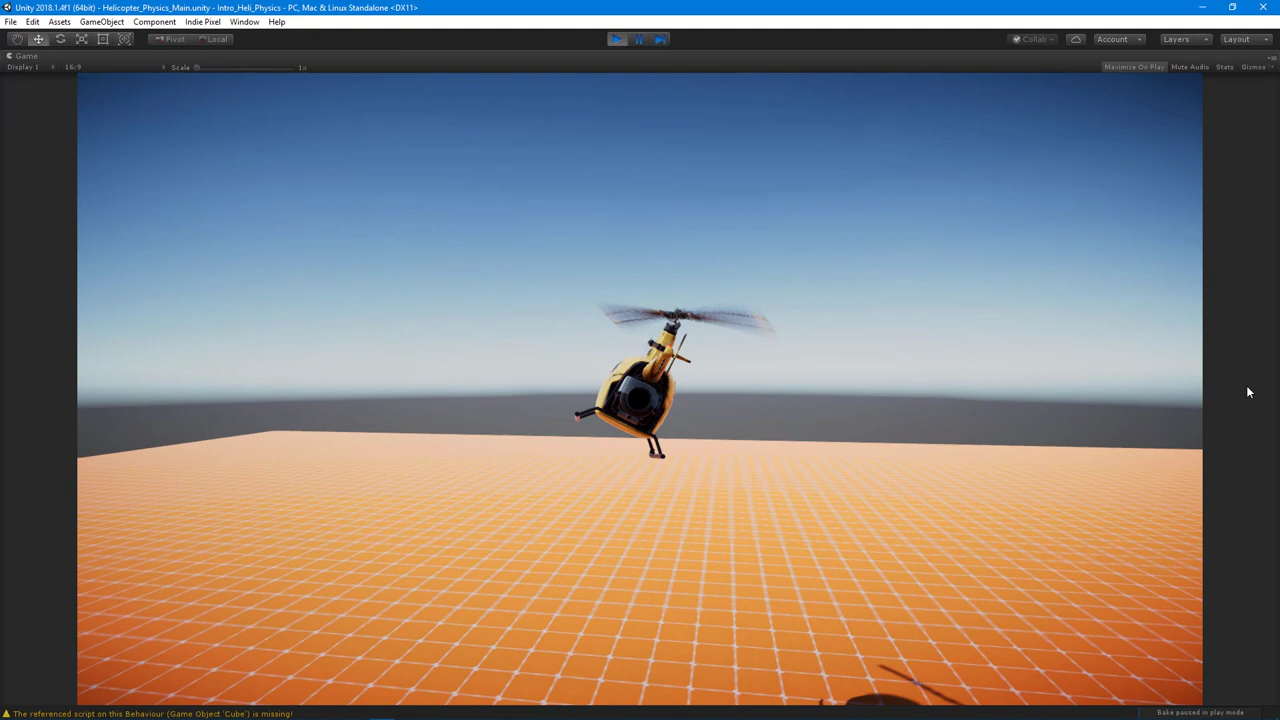 Unity 2018.1.4f1 (64bit) - Helicopter_Physics_Main.unity - Intro_Heli_Physics - PC, Mac & Linux Standalone <DX11>
File Edit Assets GameObject Component Indie Pixel Window Help
Pivot Local Collab Account Layers Layout
Game
Display 1 16:9 Scale 1x Maximize On Play Mute Audio Stats Gizmos
The referenced script on this Behaviour (Game Object 'Cube') is missing! Bake paused in play mode